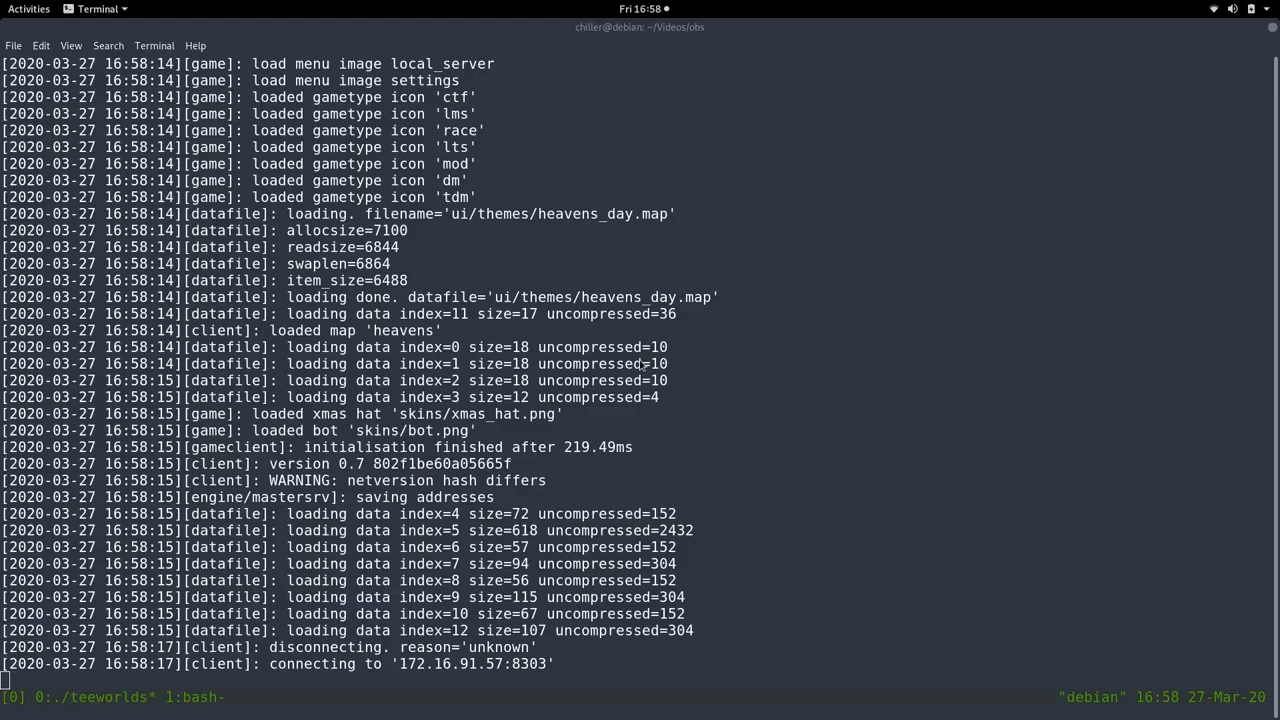 Activities Terminal Fri 16:58
chiller@debian: ~/Videos/obs
File Edit View Search Terminal Help
[2020-03-27 16:58:14][game]: load menu image local_server
[2020-03-27 16:58:14][game]: load menu image settings
[2020-03-27 16:58:14][game]: loaded gametype icon 'ctf'
[2020-03-27 16:58:14][game]: loaded gametype icon 'lms'
[2020-03-27 16:58:14][game]: loaded gametype icon 'race'
[2020-03-27 16:58:14][game]: loaded gametype icon 'lts'
[2020-03-27 16:58:14][game]: loaded gametype icon 'mod'
[2020-03-27 16:58:14][game]: loaded gametype icon 'dm'
[2020-03-27 16:58:14][game]: loaded gametype icon 'tdm'
[2020-03-27 16:58:14][datafile]: loading. filename='ui/themes/heavens_day.map'
[2020-03-27 16:58:14][datafile]: allocsize=7100
[2020-03-27 16:58:14][datafile]: readsize=6844
[2020-03-27 16:58:14][datafile]: swaplen=6864
[2020-03-27 16:58:14][datafile]: item_size=6488
[2020-03-27 16:58:14][datafile]: loading done. datafile='ui/themes/heavens_day.map'
[2020-03-27 16:58:14][datafile]: loading data index=11 size=17 uncompressed=36
[2020-03-27 16:58:14][client]: loaded map 'heavens'
[2020-03-27 16:58:14][datafile]: loading data index=0 size=18 uncompressed=10
[2020-03-27 16:58:14][datafile]: loading data index=1 size=18 uncompressed=10
[2020-03-27 16:58:15][datafile]: loading data index=2 size=18 uncompressed=10
[2020-03-27 16:58:15][datafile]: loading data index=3 size=12 uncompressed=4
[2020-03-27 16:58:15][game]: loaded xmas hat 'skins/xmas_hat.png'
[2020-03-27 16:58:15][game]: loaded bot 'skins/bot.png'
[2020-03-27 16:58:15][gameclient]: initialisation finished after 219.49ms
[2020-03-27 16:58:15][client]: version 0.7 802f1be60a05665f
[2020-03-27 16:58:15][client]: WARNING: netversion hash differs
[2020-03-27 16:58:15][engine/mastersrv]: saving addresses
[2020-03-27 16:58:15][datafile]: loading data index=4 size=72 uncompressed=152
[2020-03-27 16:58:15][datafile]: loading data index=5 size=618 uncompressed=2432
[2020-03-27 16:58:15][datafile]: loading data index=6 size=57 uncompressed=152
[2020-03-27 16:58:15][datafile]: loading data index=7 size=94 uncompressed=304
[2020-03-27 16:58:15][datafile]: loading data index=8 size=56 uncompressed=152
[2020-03-27 16:58:15][datafile]: loading data index=9 size=115 uncompressed=304
[2020-03-27 16:58:15][datafile]: loading data index=10 size=67 uncompressed=152
[2020-03-27 16:58:15][datafile]: loading data index=12 size=107 uncompressed=304
[2020-03-27 16:58:17][client]: disconnecting. reason='unknown'
[2020-03-27 16:58:17][client]: connecting to '172.16.91.57:8303'
[0] 0:./teeworlds* 1:bash- "debian" 16:58 27-Mar-20